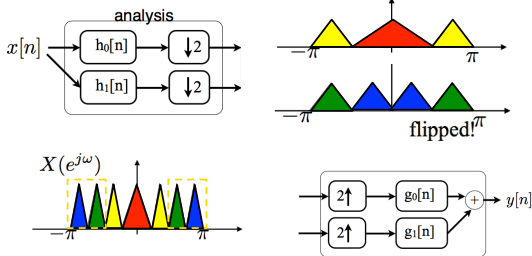 analysis
x[n]
h₀[n]
↓2
h₁[n]
↓2
−π
π
−π
π
flipped!
X(e^{jω})
−π
π
2↑
g₀[n]
+
y[n]
2↑
g₁[n]